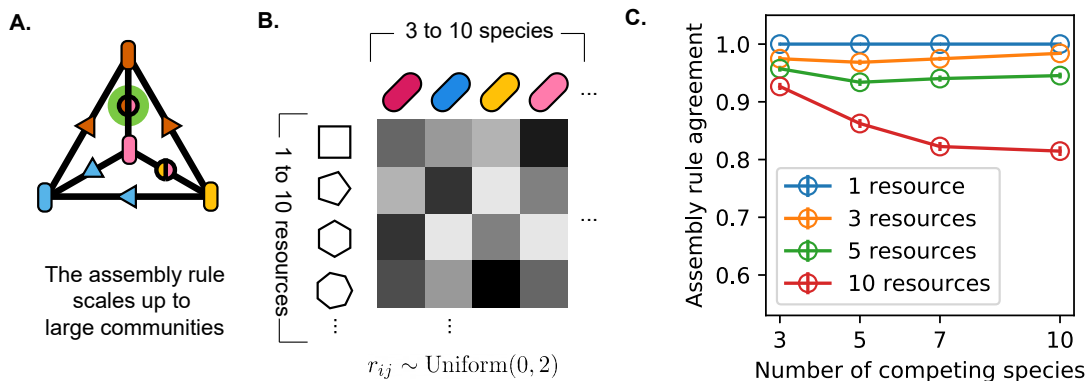 A.
The assembly rule
scales up to
large communities
B.
3 to 10 species
...
1 to 10 resources
...
...
...
r_{ij} ∼ Uniform(0, 2)
C.
Assembly rule agreement
1.0
0.9
0.8
0.7
0.6
1 resource
3 resources
5 resources
10 resources
3
5
7
10
Number of competing species